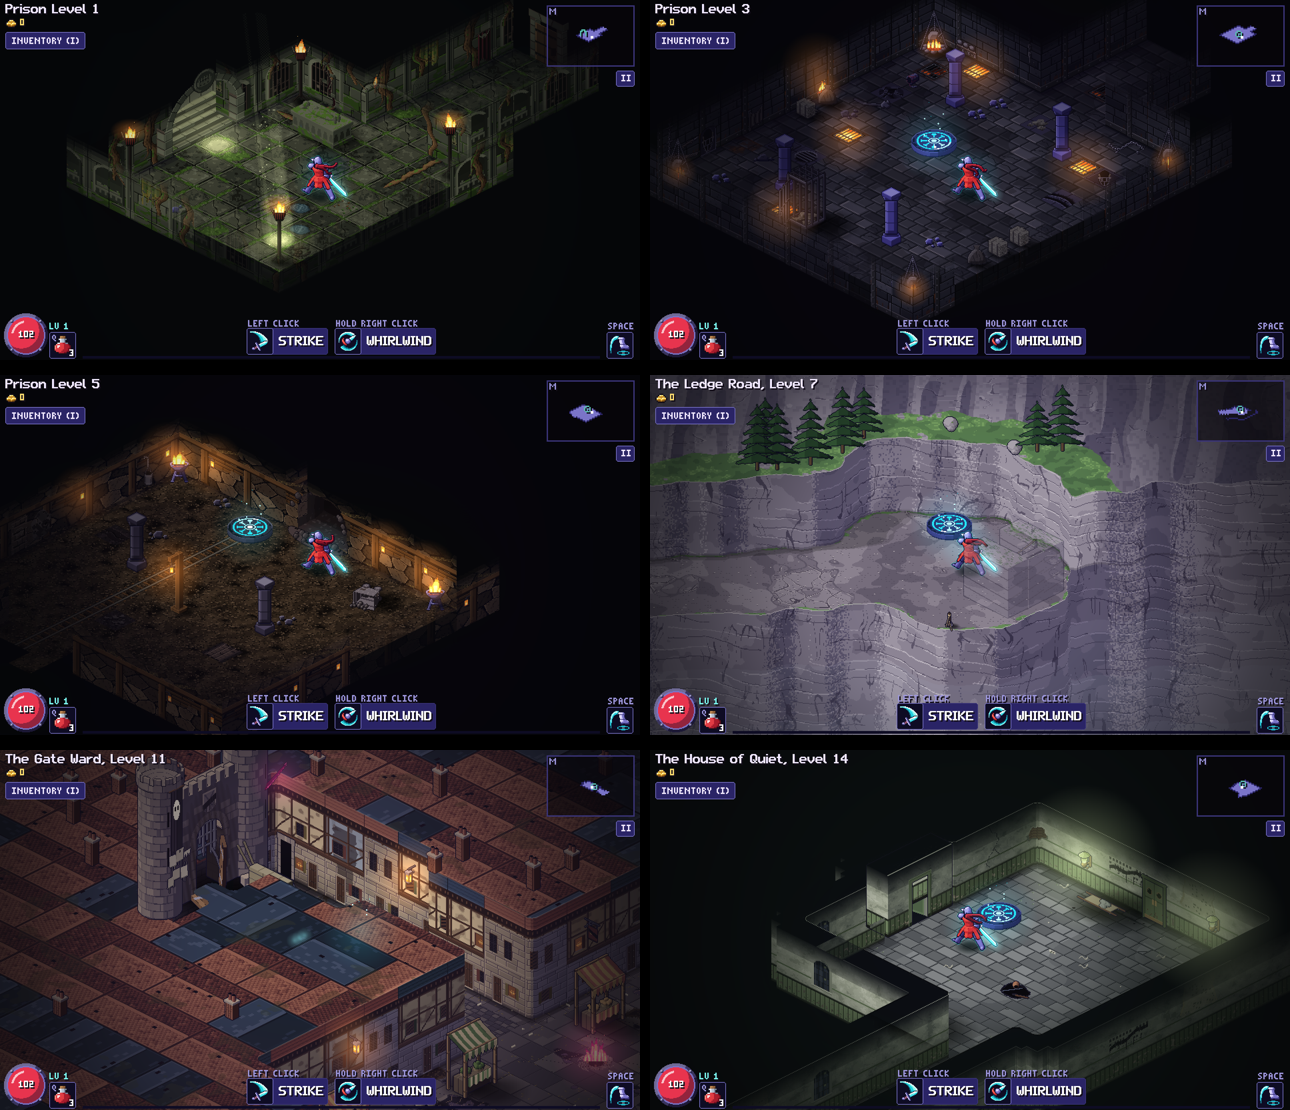 Prison Level 1
0
INVENTORY (I)
M
II
102
LV 1
3
LEFT CLICK
STRIKE
HOLD RIGHT CLICK
WHIRLWIND
SPACE
Prison Level 3
0
INVENTORY (I)
M
II
102
LV 1
3
LEFT CLICK
STRIKE
HOLD RIGHT CLICK
WHIRLWIND
SPACE
Prison Level 5
0
INVENTORY (I)
M
II
102
LV 1
3
LEFT CLICK
STRIKE
HOLD RIGHT CLICK
WHIRLWIND
SPACE
The Ledge Road, Level 7
0
INVENTORY (I)
M
II
102
LV 1
3
LEFT CLICK
STRIKE
HOLD RIGHT CLICK
WHIRLWIND
SPACE
The Gate Ward, Level 11
0
INVENTORY (I)
M
II
102
LV 1
3
LEFT CLICK
STRIKE
HOLD RIGHT CLICK
WHIRLWIND
SPACE
The House of Quiet, Level 14
0
INVENTORY (I)
M
II
102
LV 1
3
LEFT CLICK
STRIKE
HOLD RIGHT CLICK
WHIRLWIND
SPACE